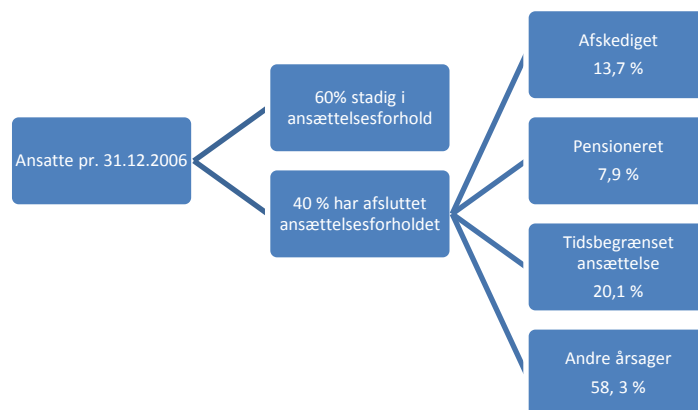 Ansatte pr. 31.12.2006
60% stadig i
ansættelsesforhold
40 % har afsluttet
ansættelsesforholdet
Afskediget
13,7 %
Pensioneret
7,9 %
Tidsbegrænset
ansættelse
20,1 %
Andre årsager
58, 3 %